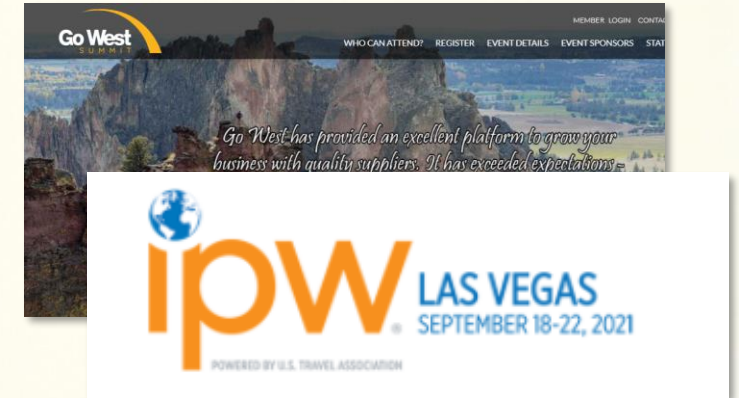 MEMBER LOGIN
Go West
SUMMIT
WHO CAN ATTEND? REGISTER EVENT DETAILS EVENT SPONSORS
Go West has provided an excellent platform to grow your
business with quality suppliers. It has exceeded expectations -
ipw®
LAS VEGAS
SEPTEMBER 18-22, 2021
POWERED BY U.S. TRAVEL ASSOCIATION